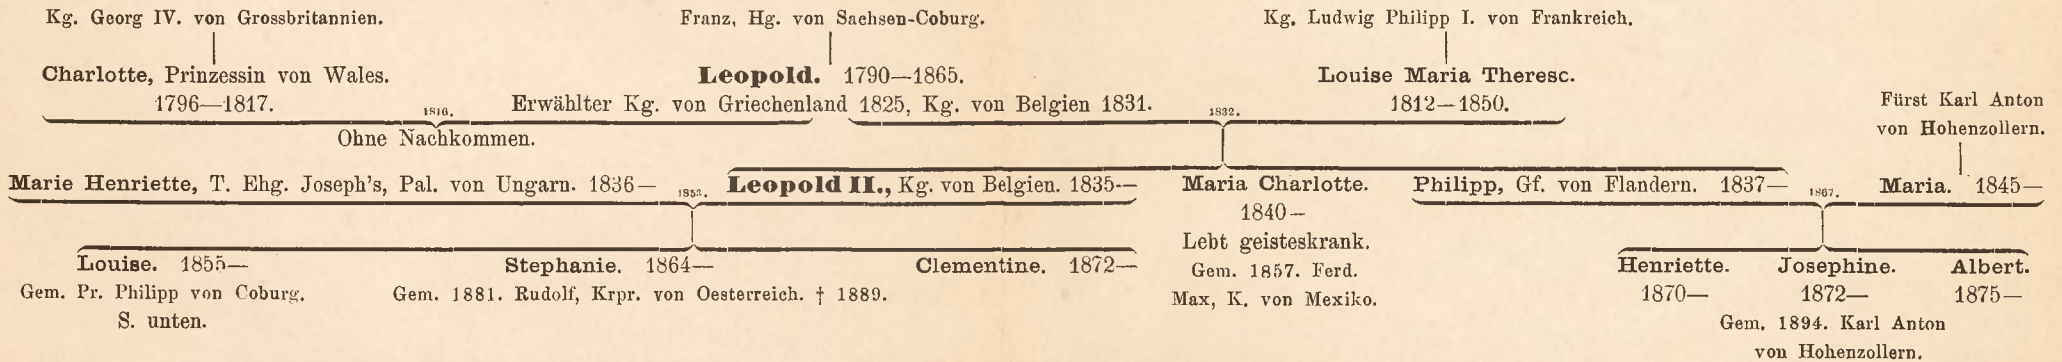 Kg. Georg IV. von Grossbritannien.
Franz, Hg. von Sachsen-Coburg.
Kg. Ludwig Philipp I. von Frankreich.
Charlotte, Prinzessin von Wales.
1796—1817.
Leopold. 1790—1865.
Erwählter Kg. von Griechenland 1825, Kg. von Belgien 1831.
Louise Maria Therese.
1812—1850.
Fürst Karl Anton
von Hohenzollern.
1816.
1832.
Ohne Nachkommen.
Marie Henriette, T. Ehg. Joseph's, Pal. von Ungarn. 1836—
1853.
Leopold II., Kg. von Belgien. 1835—
Maria Charlotte.
1840—
Lebt geisteskrank.
Gem. 1857. Ferd.
Max, K. von Mexiko.
Philipp, Gf. von Flandern. 1837—
1867.
Maria. 1845—
Louise. 1855—
Gem. Pr. Philipp von Coburg.
S. unten.
Stephanie. 1864—
Gem. 1881. Rudolf, Krpr. von Oesterreich. † 1889.
Clementine. 1872—
Henriette.
1870—
Josephine.
1872—
Gem. 1894. Karl Anton
von Hohenzollern.
Albert.
1875—